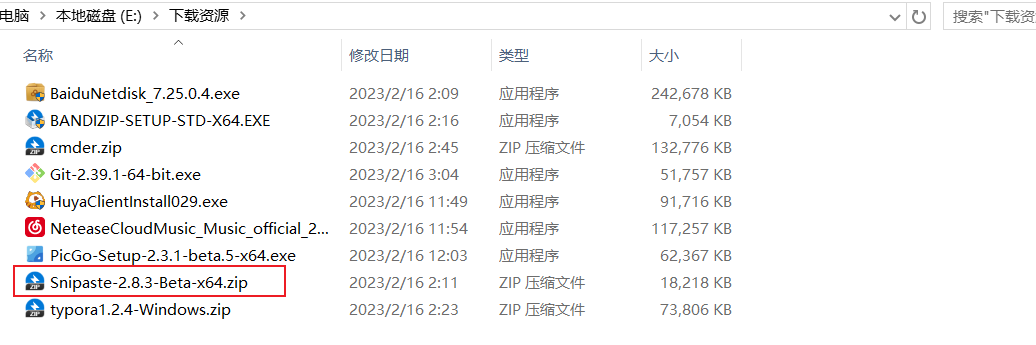 电脑 > 本地磁盘 (E:) > 下载资源 >
搜索"下载资
名称 修改日期 类型 大小
BaiduNetdisk_7.25.0.4.exe 2023/2/16 2:09 应用程序 242,678 KB
BANDIZIP-SETUP-STD-X64.EXE 2023/2/16 2:16 应用程序 7,054 KB
cmder.zip 2023/2/16 2:45 ZIP 压缩文件 132,776 KB
Git-2.39.1-64-bit.exe 2023/2/16 3:04 应用程序 51,757 KB
HuyaClientInstall029.exe 2023/2/16 11:49 应用程序 91,716 KB
NeteaseCloudMusic_Music_official_2... 2023/2/16 11:54 应用程序 117,257 KB
PicGo-Setup-2.3.1-beta.5-x64.exe 2023/2/16 12:03 应用程序 62,367 KB
Snipaste-2.8.3-Beta-x64.zip 2023/2/16 2:11 ZIP 压缩文件 18,218 KB
typora1.2.4-Windows.zip 2023/2/16 2:23 ZIP 压缩文件 73,806 KB